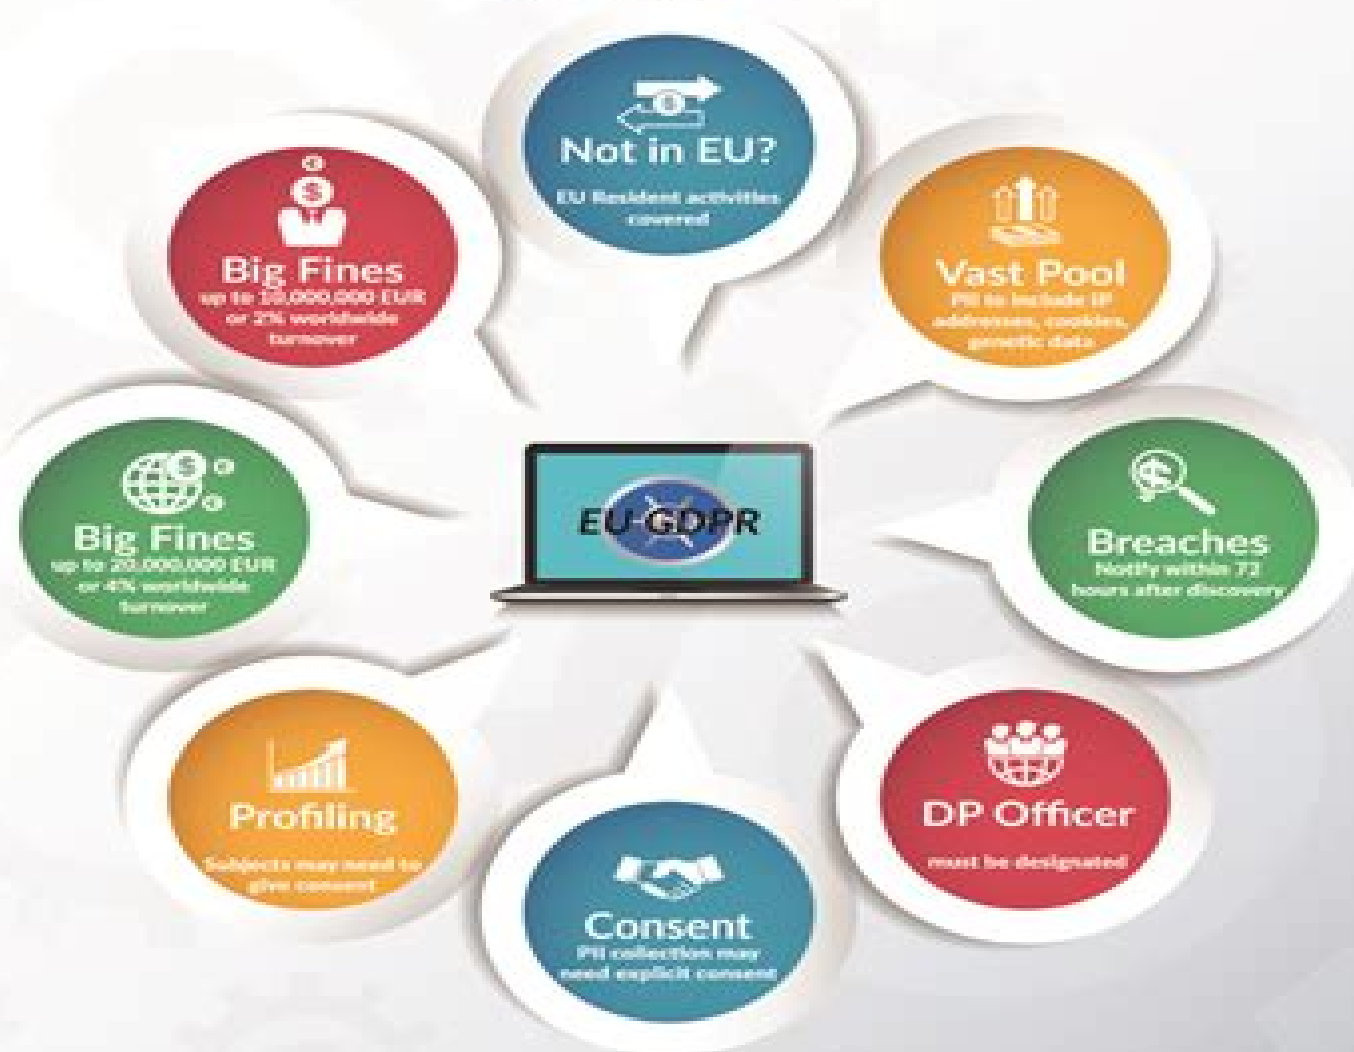 Not in EU?
EU Resident activities
covered
Vast Pool
PII to include IP
addresses, cookies,
genetic data
Breaches
Notify within 72
hours after discovery
DP Officer
must be designated
Consent
PII collection may
need explicit consent
Profiling
Subjects may need to
give consent
Big Fines
up to 20.000.000 EUR
or 4% worldwide
turnover
Big Fines
up to 10.000.000 EUR
or 2% worldwide
turnover
EU-GDPR